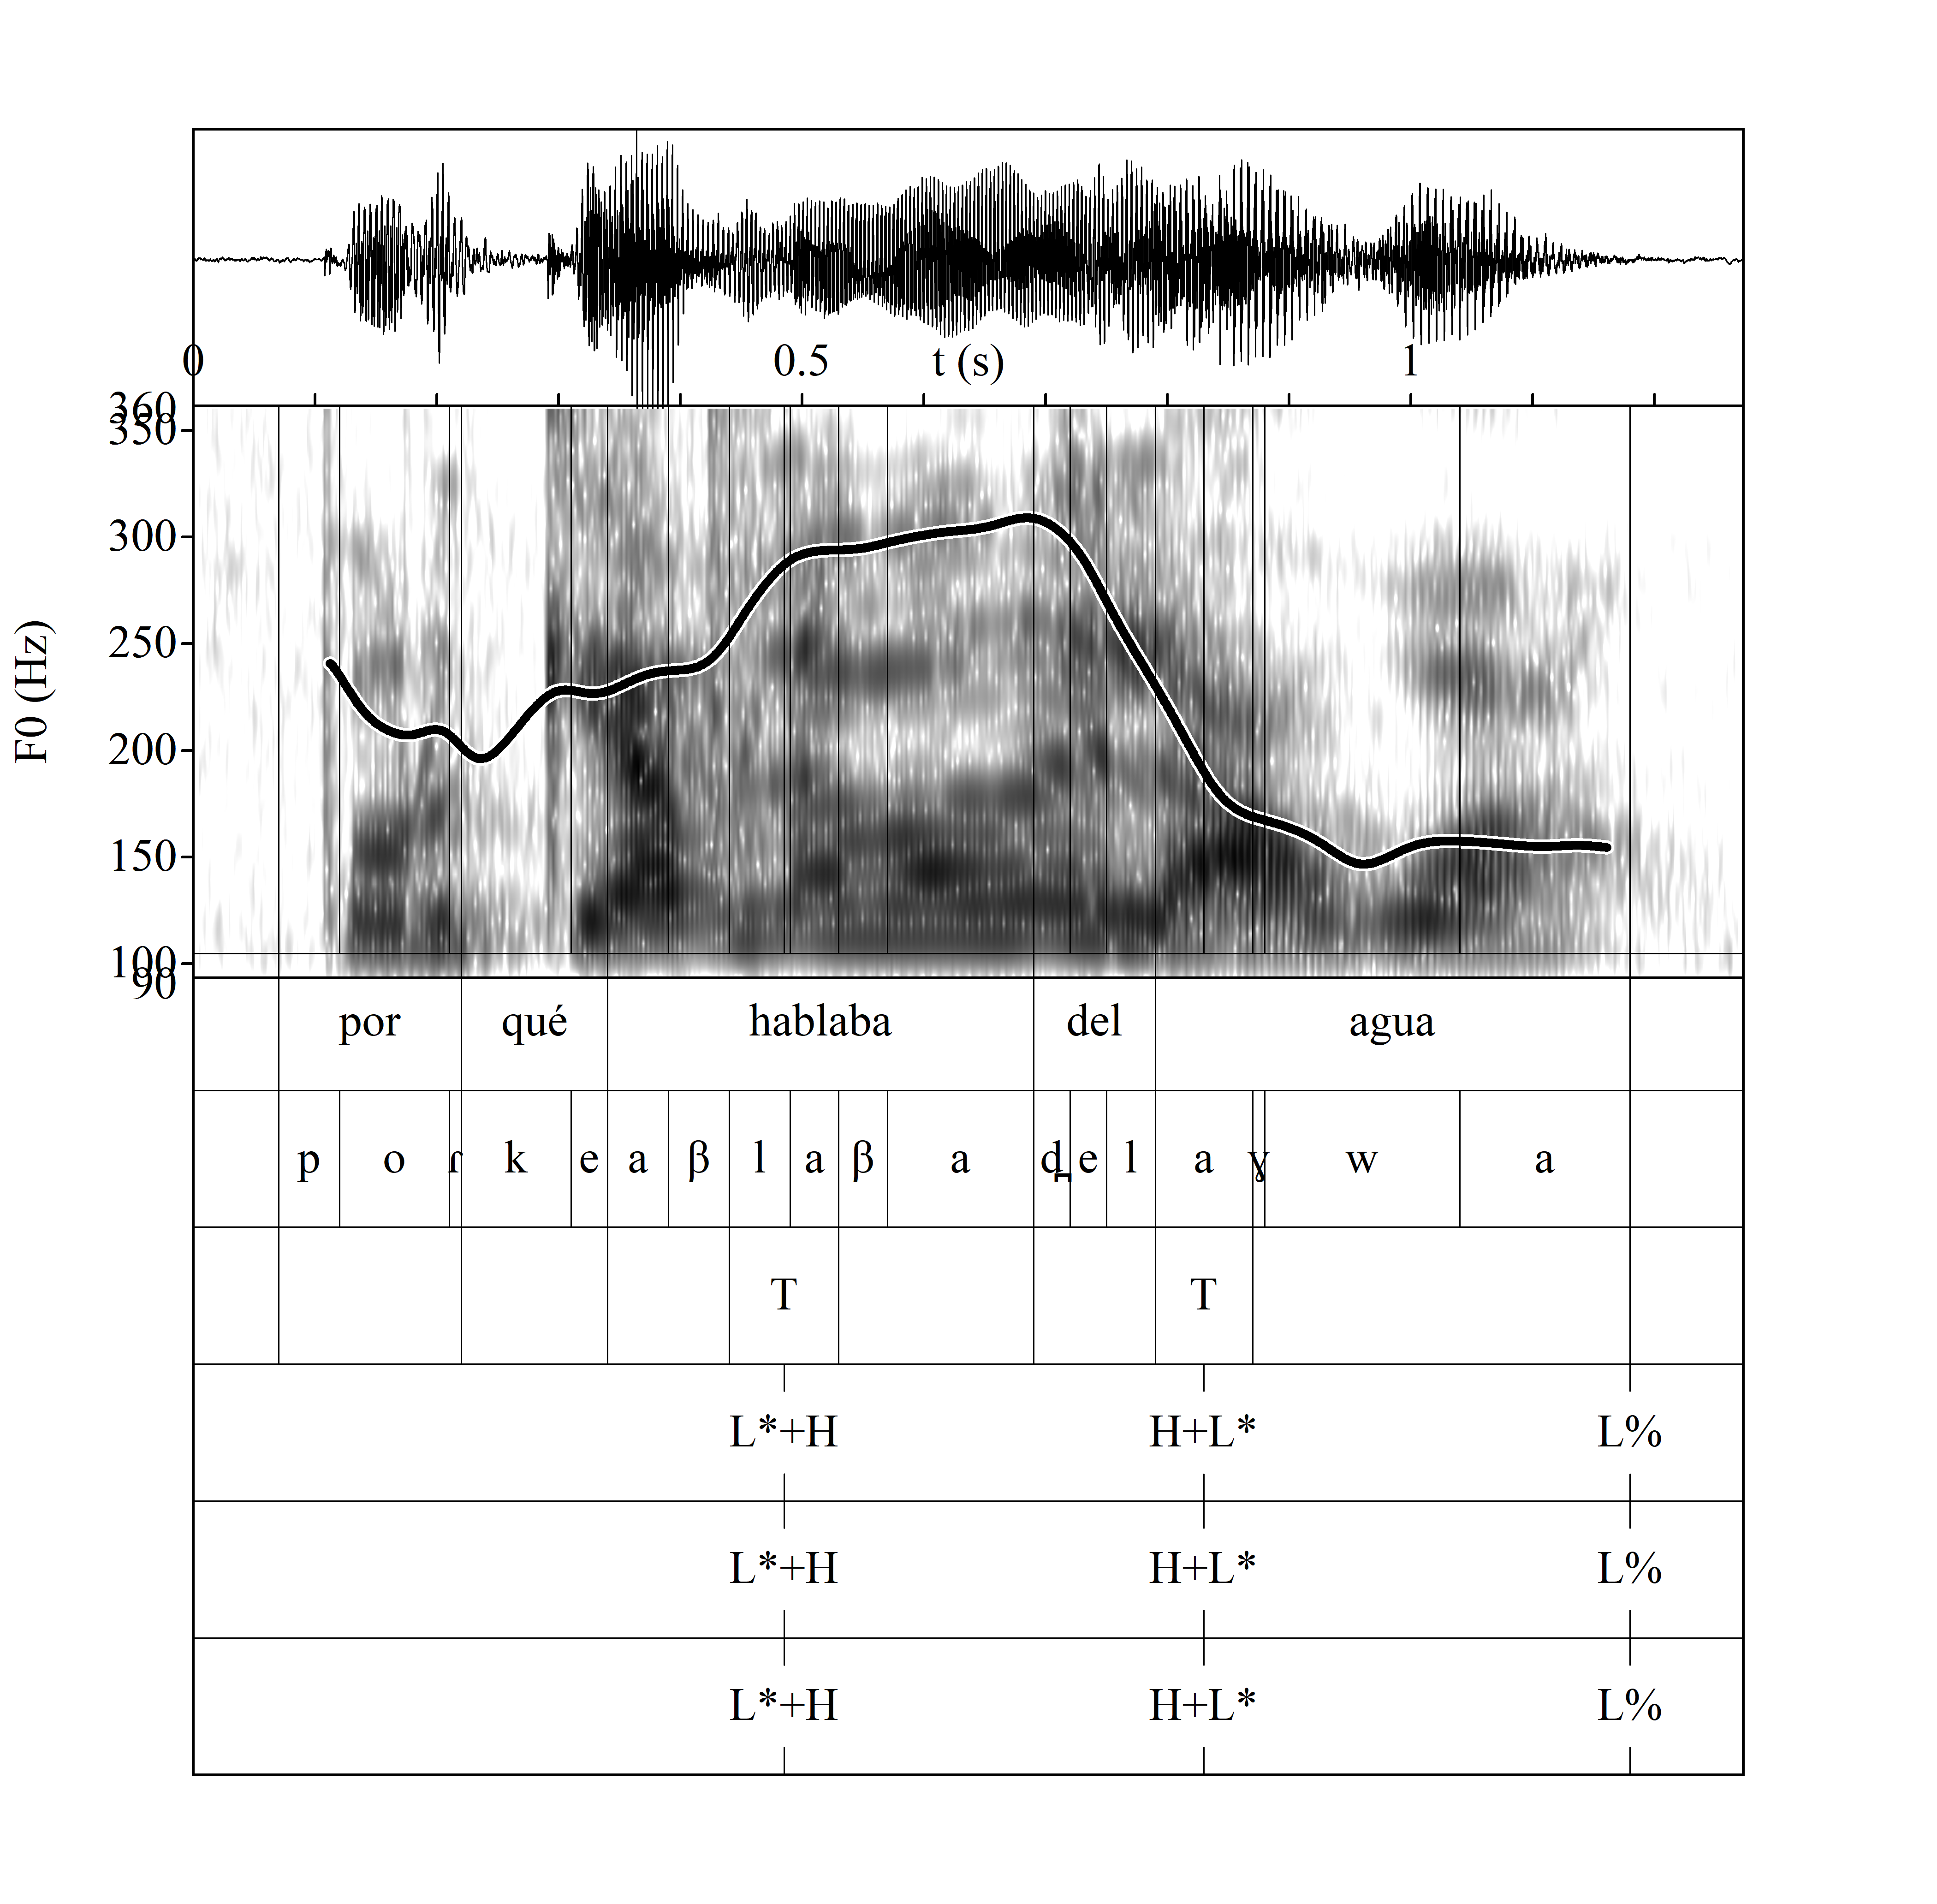 0 0.5 t (s) 1
360
350
300
250
200
150
100
90
F0 (Hz)
por qué hablaba del agua
p o ɾ k e a β l a β a d̪ e l a ɣ w a
T T
L*+H H+L* L%
L*+H H+L* L%
L*+H H+L* L%